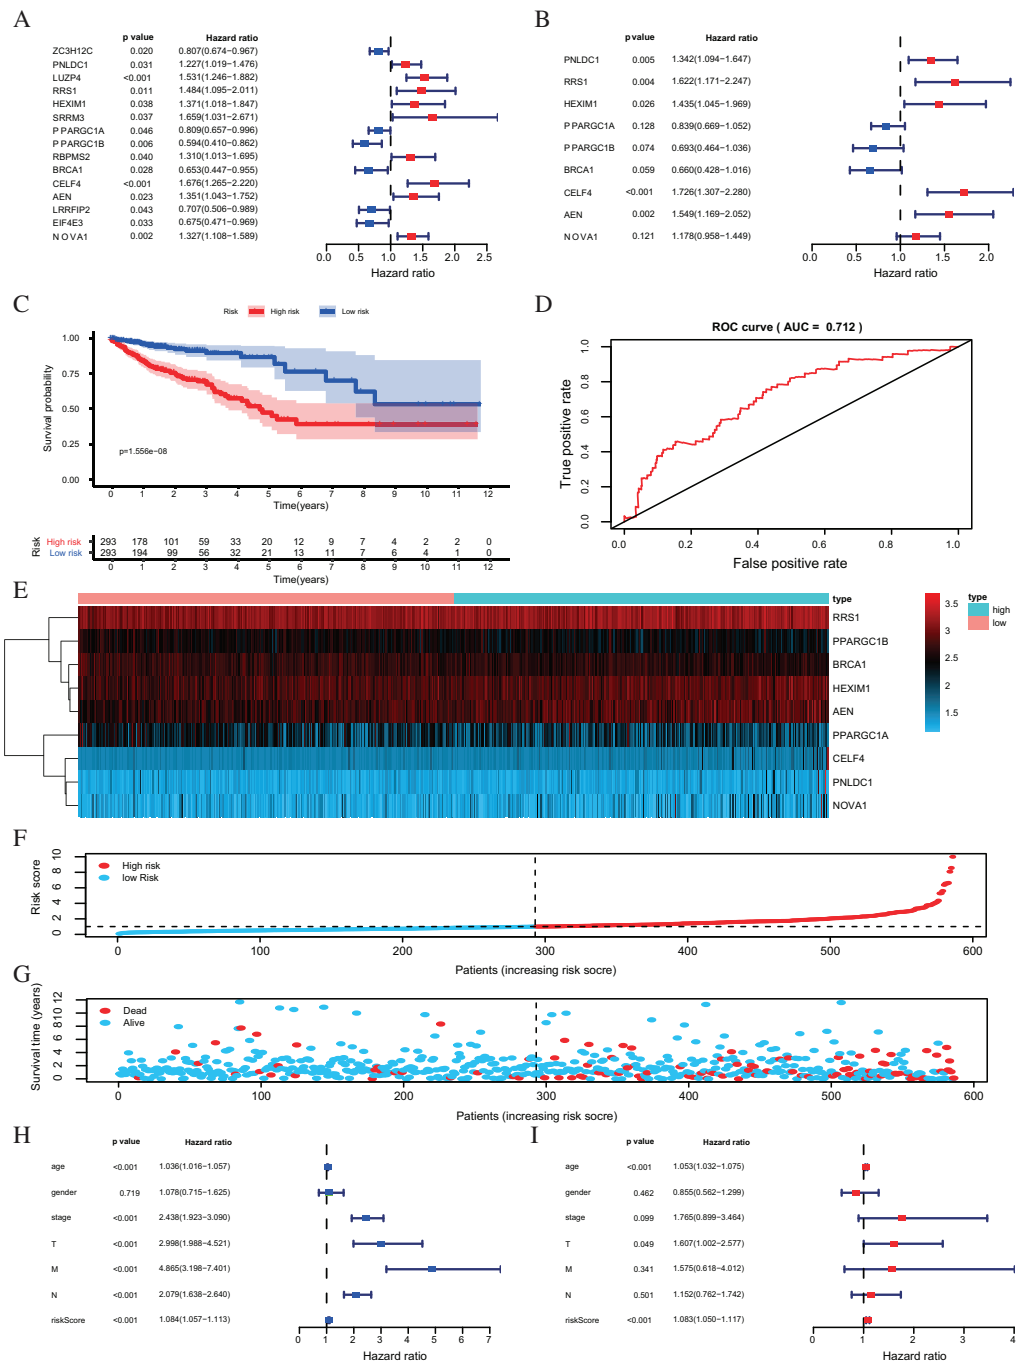 A
p value Hazard ratio
ZC3H12C 0.020 0.807(0.674−0.967)
PNLDC1 0.031 1.227(1.019−1.476)
LUZP4 <0.001 1.531(1.246−1.882)
RRS1 0.011 1.484(1.095−2.011)
HEXIM1 0.038 1.371(1.018−1.847)
SRRM3 0.037 1.659(1.031−2.671)
PPARGC1A 0.046 0.809(0.657−0.996)
PPARGC1B 0.006 0.594(0.410−0.862)
RBPMS2 0.040 1.310(1.013−1.695)
BRCA1 0.028 0.653(0.447−0.955)
CELF4 <0.001 1.676(1.265−2.220)
AEN 0.023 1.351(1.043−1.752)
LRRFIP2 0.043 0.707(0.506−0.989)
EIF4E3 0.033 0.675(0.471−0.969)
NOVA1 0.002 1.327(1.108−1.589)
0.0 0.5 1.0 1.5 2.0 2.5
Hazard ratio
B
p value Hazard ratio
PNLDC1 0.005 1.342(1.094−1.647)
RRS1 0.004 1.622(1.171−2.247)
HEXIM1 0.026 1.435(1.045−1.969)
PPARGC1A 0.128 0.839(0.669−1.052)
PPARGC1B 0.074 0.693(0.464−1.036)
BRCA1 0.059 0.660(0.428−1.016)
CELF4 <0.001 1.726(1.307−2.280)
AEN 0.002 1.549(1.169−2.052)
NOVA1 0.121 1.178(0.958−1.449)
0.0 0.5 1.0 1.5 2.0
Hazard ratio
C
Risk High risk Low risk
Survival probability
1.00
0.75
0.50
0.25
0.00
p=1.556e−08
0 1 2 3 4 5 6 7 8 9 10 11 12
Time(years)
Risk
High risk 293 178 101 59 33 20 12 9 7 4 2 2 0
Low risk 293 194 99 56 32 21 13 11 7 6 4 1 0
0 1 2 3 4 5 6 7 8 9 10 11 12
Time(years)
D
ROC curve ( AUC = 0.712 )
True positive rate
1.0
0.8
0.6
0.4
0.2
0.0
0.0 0.2 0.4 0.6 0.8 1.0
False positive rate
E
type
RRS1
PPARGC1B
BRCA1
HEXIM1
AEN
PPARGC1A
CELF4
PNLDC1
NOVA1
3.5
3
2.5
2
1.5
type
high
low
F
Risk score
10
8
6
4
2
0
High risk
low Risk
0 100 200 300 400 500 600
Patients (increasing risk socre)
G
Survival time (years)
12
10
8
6
4
2
0
Dead
Alive
0 100 200 300 400 500 600
Patients (increasing risk socre)
H
p value Hazard ratio
age <0.001 1.036(1.016−1.057)
gender 0.719 1.078(0.715−1.625)
stage <0.001 2.438(1.923−3.090)
T <0.001 2.998(1.988−4.521)
M <0.001 4.865(3.198−7.401)
N <0.001 2.079(1.638−2.640)
riskScore <0.001 1.084(1.057−1.113)
0 1 2 3 4 5 6 7
Hazard ratio
I
p value Hazard ratio
age <0.001 1.053(1.032−1.075)
gender 0.462 0.855(0.562−1.299)
stage 0.099 1.765(0.899−3.464)
T 0.049 1.607(1.002−2.577)
M 0.341 1.575(0.618−4.012)
N 0.501 1.152(0.762−1.742)
riskScore <0.001 1.083(1.050−1.117)
0 1 2 3 4
Hazard ratio